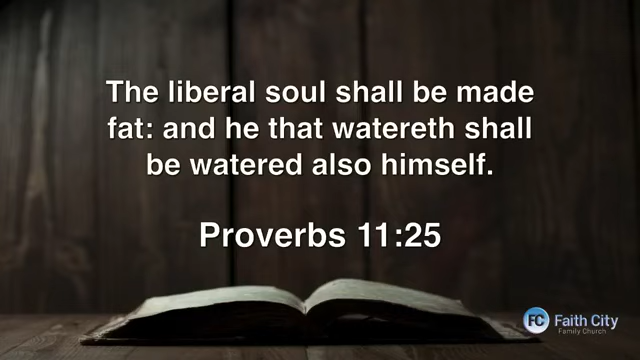 The liberal soul shall be made
fat: and he that watereth shall
be watered also himself.
Proverbs 11:25
FC Faith City
Family Church